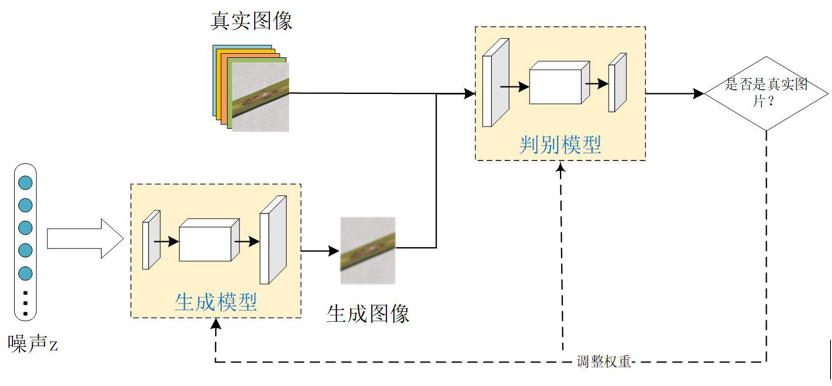 真实图像
判别模型
是否是真实图
片？
噪声z
生成模型
生成图像
调整权重